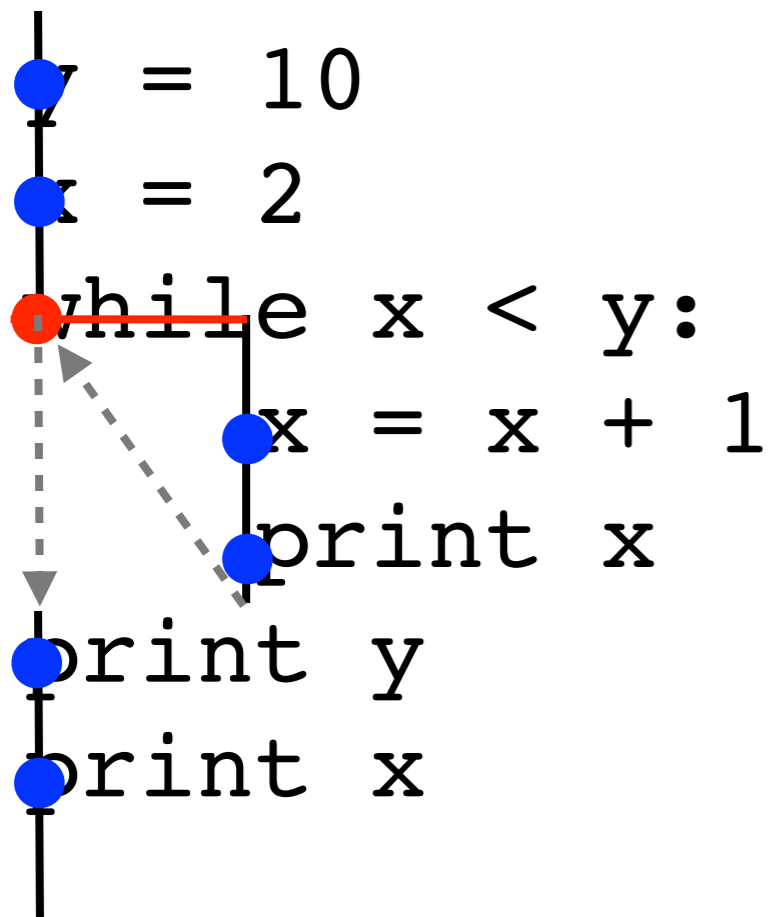 y = 10
x = 2
while x < y:
x = x + 1
print x
print y
print x